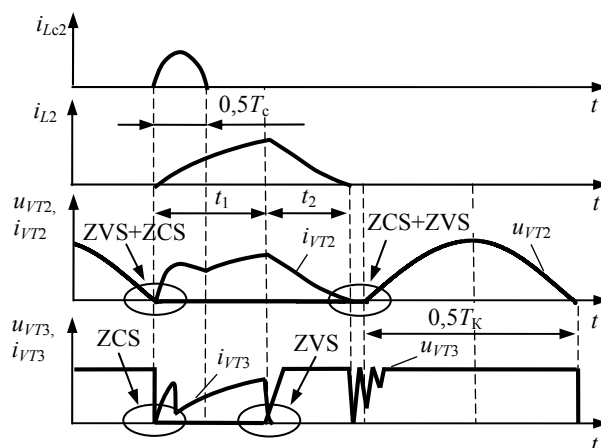 i_Lc2
t
i_L2
0,5T_c
t
t_1
t_2
u_VT2,
i_VT2
ZVS+ZCS
i_VT2
ZCS+ZVS
u_VT2
t
u_VT3,
i_VT3
ZCS
i_VT3
ZVS
0,5T_К
u_VT3
t